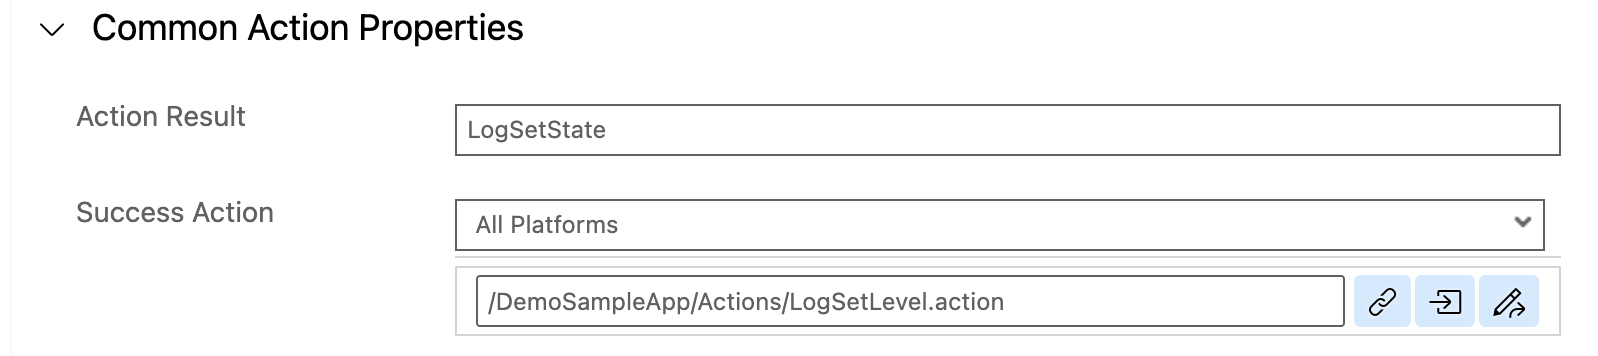 Common Action Properties
Action Result
LogSetState
Success Action
All Platforms
/DemoSampleApp/Actions/LogSetLevel.action